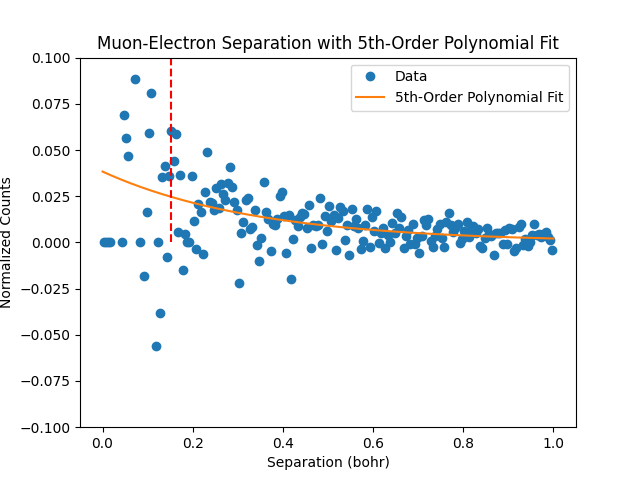 Muon-Electron Separation with 5th-Order Polynomial Fit
Data
5th-Order Polynomial Fit
0.100
0.075
0.050
0.025
0.000
−0.025
−0.050
−0.075
−0.100
Normalized Counts
0.0 0.2 0.4 0.6 0.8 1.0
Separation (bohr)